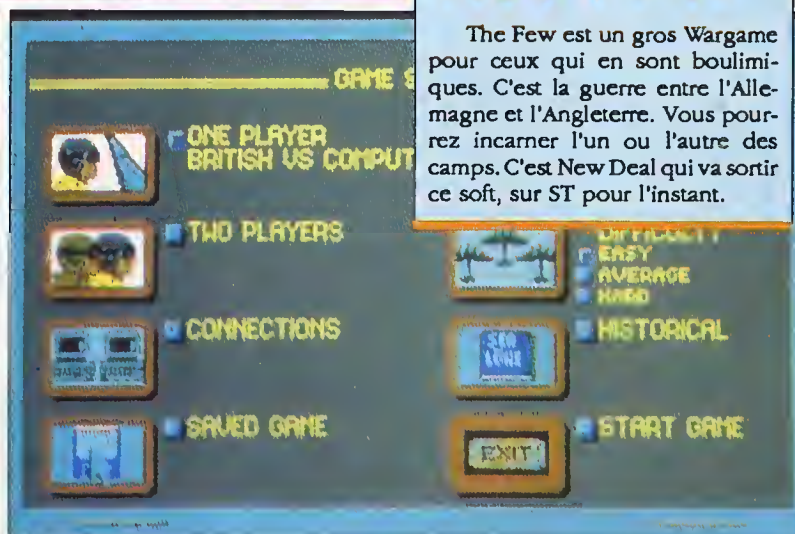 The Few est un gros Wargame
pour ceux qui en sont boulimi-
ques. C'est la guerre entre l'Alle-
magne et l'Angleterre. Vous pour-
rez incarner l'un ou l'autre des
camps. C'est New Deal qui va sortir
ce soft, sur ST pour l'instant.
GAME S
ONE PLAYER
BRITISH VS COMPUT
TWO PLAYERS
CONNECTIONS
SAVED GAME
DIFFICULTY
EASY
AVERAGE
HARD
HISTORICAL
SEA
LION
START GAME
EXIT